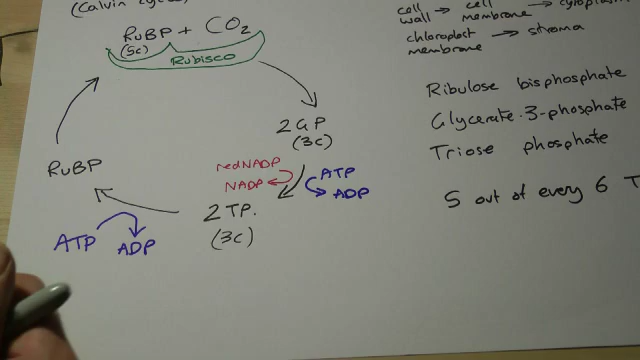 (Calvin cycle)
RuBP + CO2
(5c)
Rubisco
2GP
(3c)
redNADP
NADP
ATP
ADP
2TP.
(3c)
RuBP
ATP
ADP
cell wall → cell membrane → cytoplasm
chloroplast membrane → stroma
Ribulose bisphosphate
Glycerate-3-phosphate
Triose phosphate
5 out of every 6 T